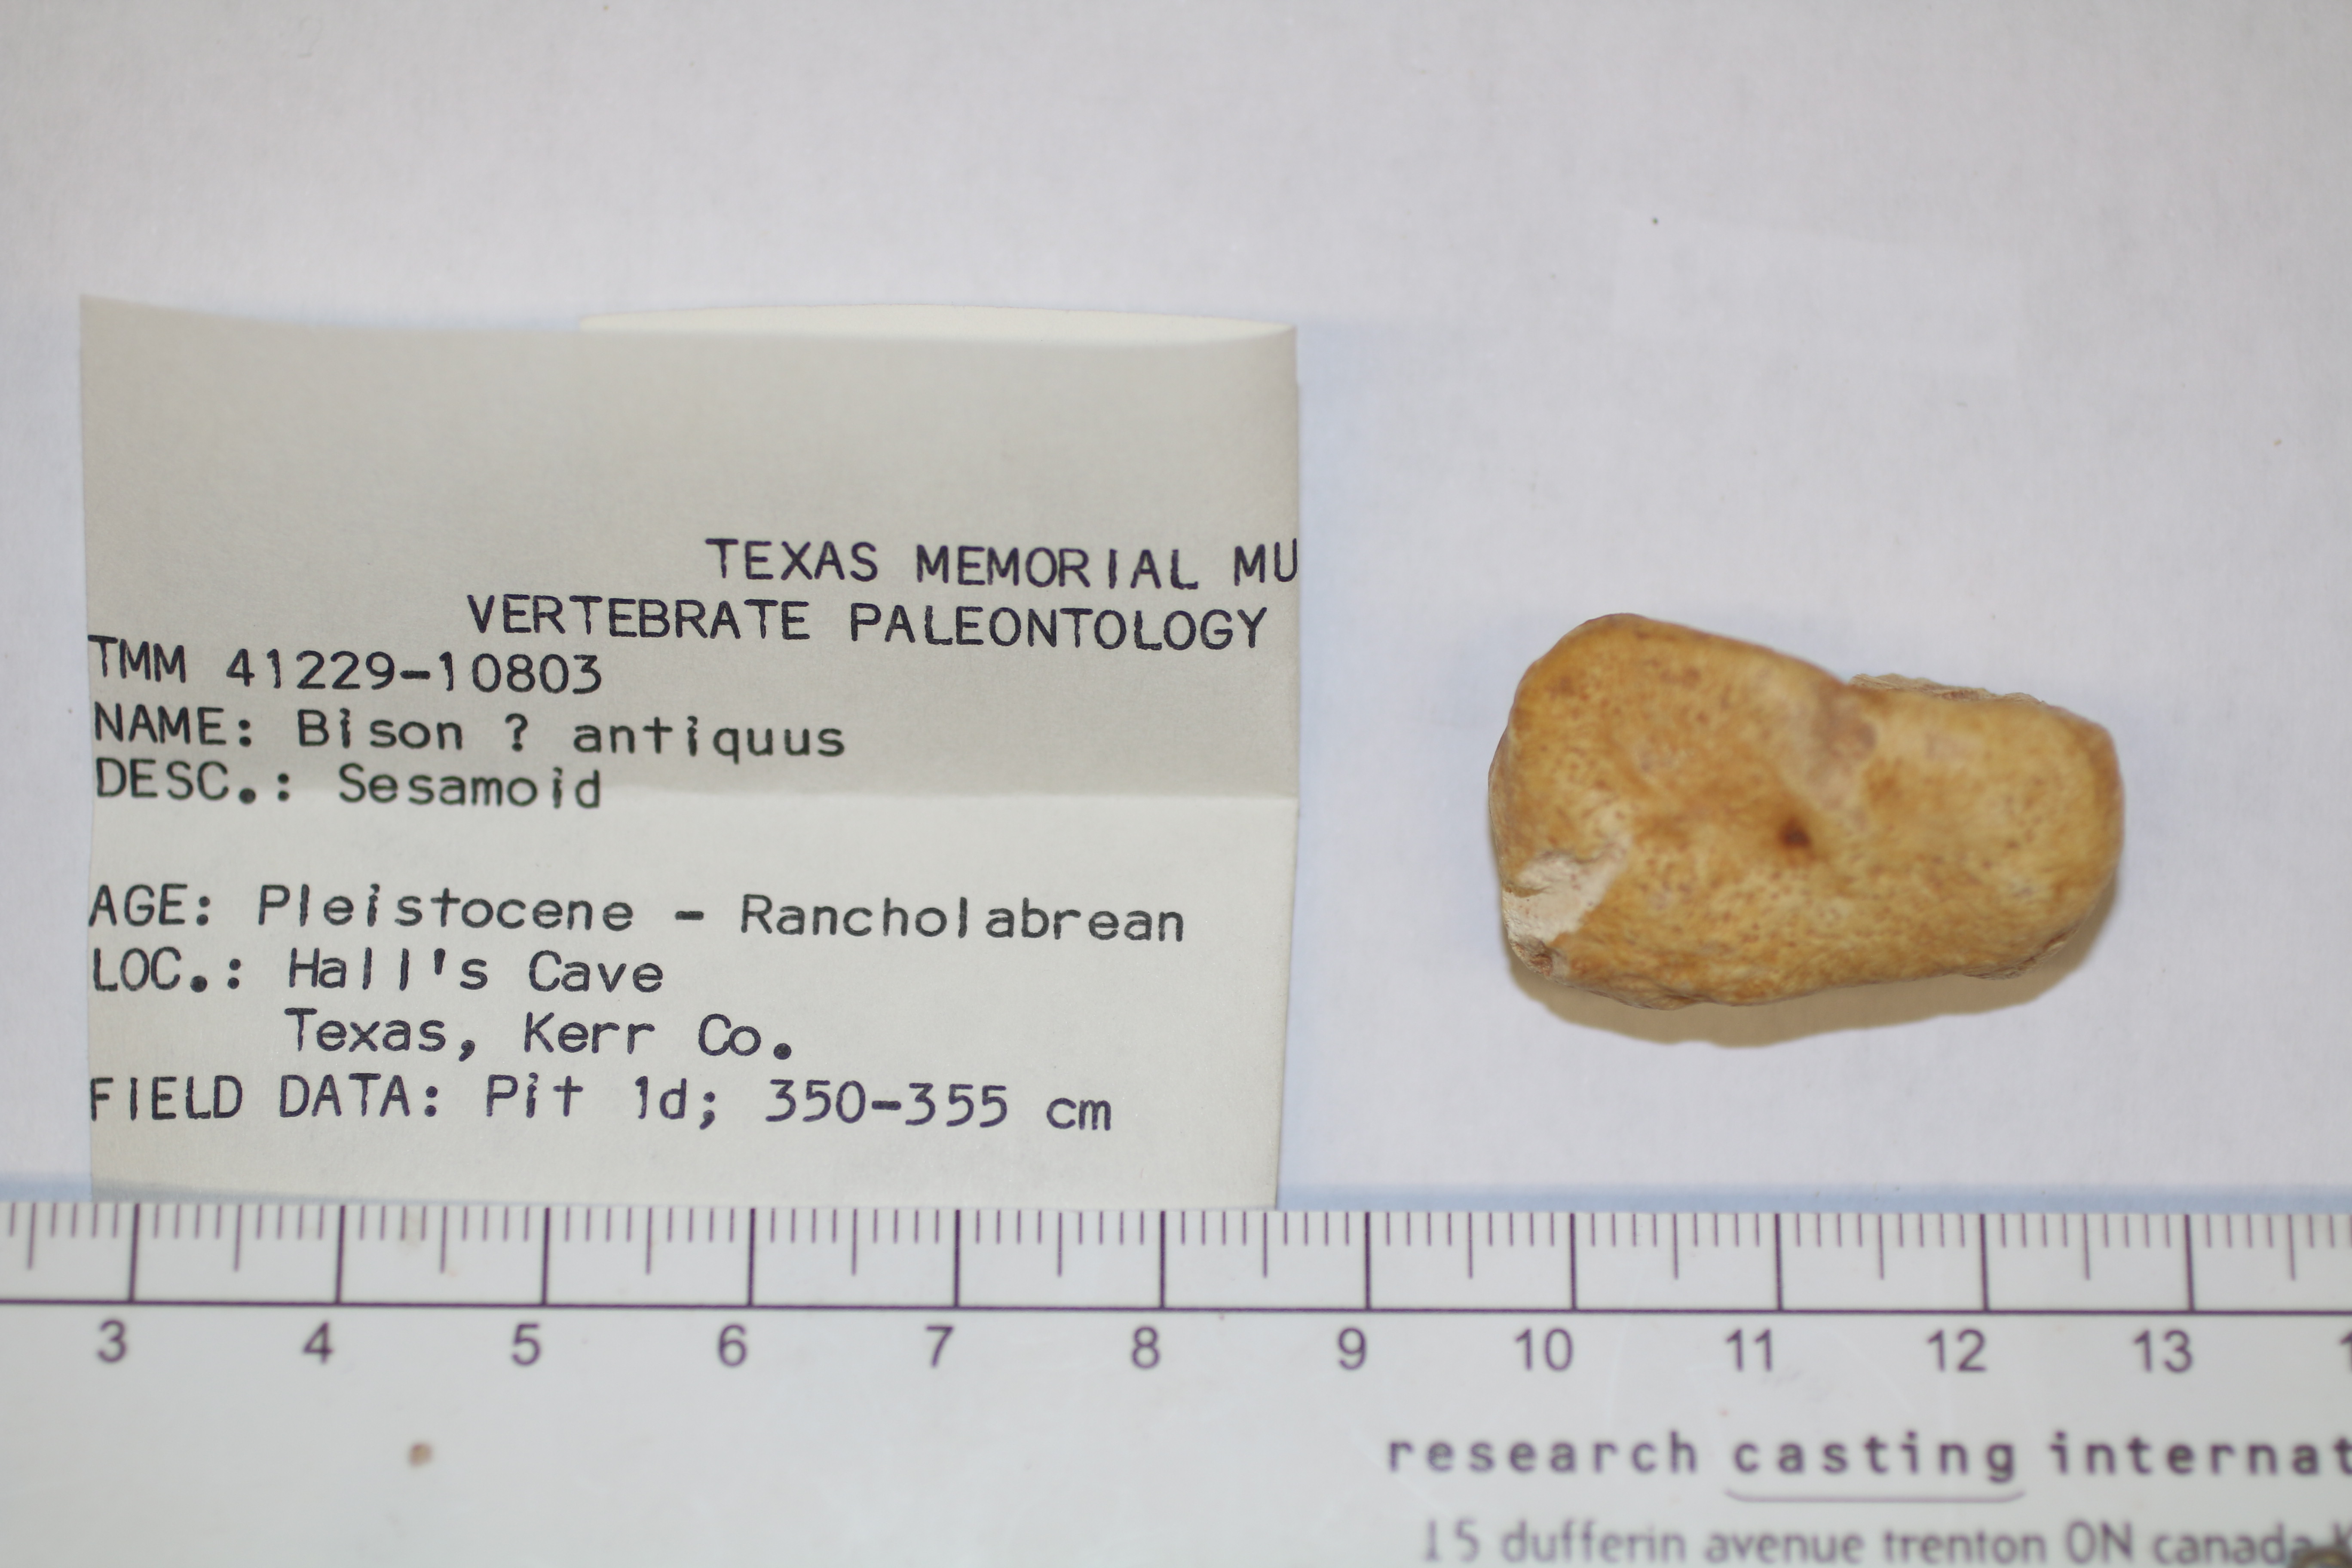 TEXAS MEMORIAL MU
VERTEBRATE PALEONTOLOGY
TMM 41229-10803
NAME: Bison ? antiquus
DESC.: Sesamoid
AGE: Pleistocene - Rancholabrean
LOC.: Hall's Cave
Texas, Kerr Co.
FIELD DATA: Pit 1d; 350-355 cm
3 4 5 6 7 8 9 10 11 12 13
research casting internat
15 dufferin avenue trenton ON canada